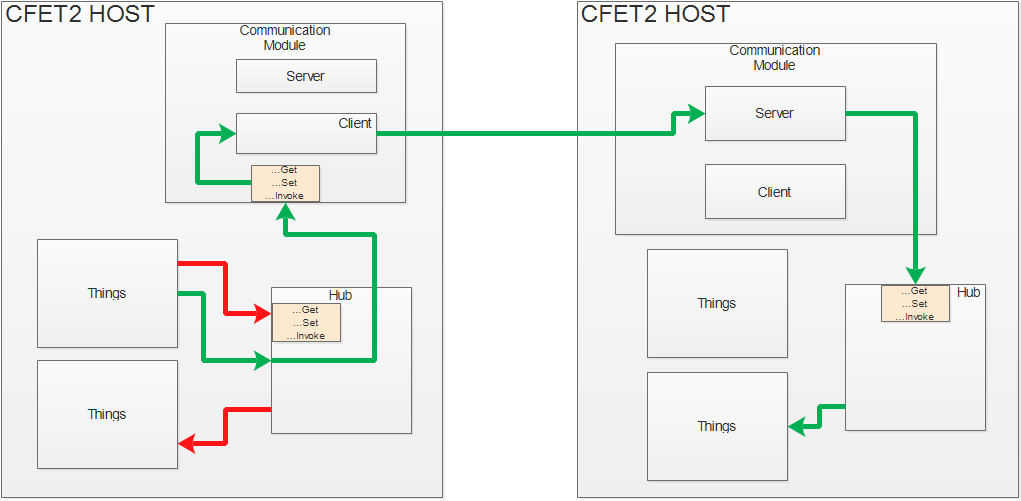 CFET2 HOST
Communication
Module
Server
Client
...Get
...Set
...Invoke
Things
Hub
...Get
...Set
...Invoke
Things
CFET2 HOST
Communication
Module
Server
Client
Things
...Get
...Set
...Invoke
Hub
Things